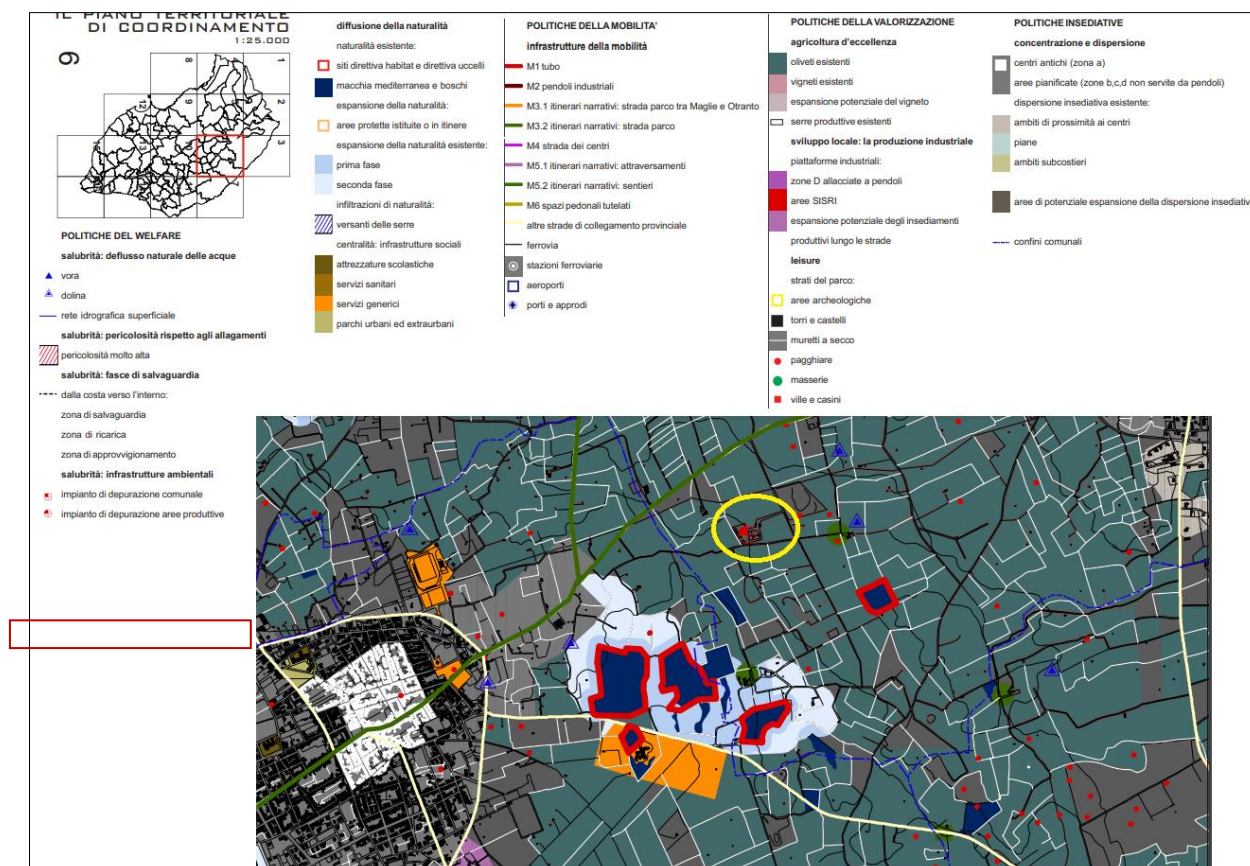 IL PIANO TERRITORIALE
DI COORDINAMENTO
1:25.000
6
8
1
12
9
2
15
13
10
3
7
POLITICHE DEL WELFARE
salubrità: deflusso naturale delle acque
vora
dolina
rete idrografica superficiale
salubrità: pericolosità rispetto agli allagamenti
pericolosità molto alta
salubrità: fasce di salvaguardia
dalla costa verso l'interno:
zona di salvaguardia
zona di ricarica
zona di approvvigionamento
salubrità: infrastrutture ambientali
impianto di depurazione comunale
impianto di depurazione aree produttive
diffusione della naturalità
naturalità esistente:
siti direttiva habitat e direttiva uccelli
macchia mediterranea e boschi
espansione della naturalità:
aree protette istituite o in itinere
espansione della naturalità esistente:
prima fase
seconda fase
infiltrazioni di naturalità:
versanti delle serre
centralità: infrastrutture sociali
attrezzature scolastiche
servizi sanitari
servizi generici
parchi urbani ed extraurbani
POLITICHE DELLA MOBILITA'
infrastrutture della mobilità
M1 tubo
M2 pendoli industriali
M3.1 itinerari narrativi: strada parco tra Maglie e Otranto
M3.2 itinerari narrativi: strada parco
M4 strada dei centri
M5.1 itinerari narrativi: attraversamenti
M5.2 itinerari narrativi: sentieri
M6 spazi pedonali tutelati
altre strade di collegamento provinciale
ferrovia
stazioni ferroviarie
aeroporti
porti e approdi
POLITICHE DELLA VALORIZZAZIONE
agricoltura d'eccellenza
oliveti esistenti
vigneti esistenti
espansione potenziale del vigneto
serre produttive esistenti
sviluppo locale: la produzione industriale
piattaforme industriali:
zone D allacciate a pendoli
aree SISRI
espansione potenziale degli insediamenti
produttivi lungo le strade
leisure
strati del parco:
aree archeologiche
torri e castelli
muretti a secco
pagghiare
masserie
ville e casini
POLITICHE INSEDIATIVE
concentrazione e dispersione
centri antichi (zona a)
aree pianificate (zone b,c,d non servite da pendoli)
dispersione insediativa esistente:
ambiti di prossimità ai centri
piane
ambiti subcostieri
aree di potenziale espansione della dispersione insediativ
confini comunali